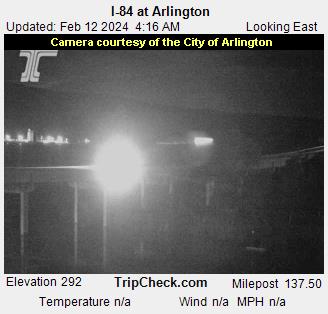 I-84 at Arlington
Updated: Feb 12 2024 4:16 AM Looking East
Camera courtesy of the City of Arlington
Elevation 292 TripCheck.com Milepost 137.50
Temperature n/a Wind n/a MPH n/a